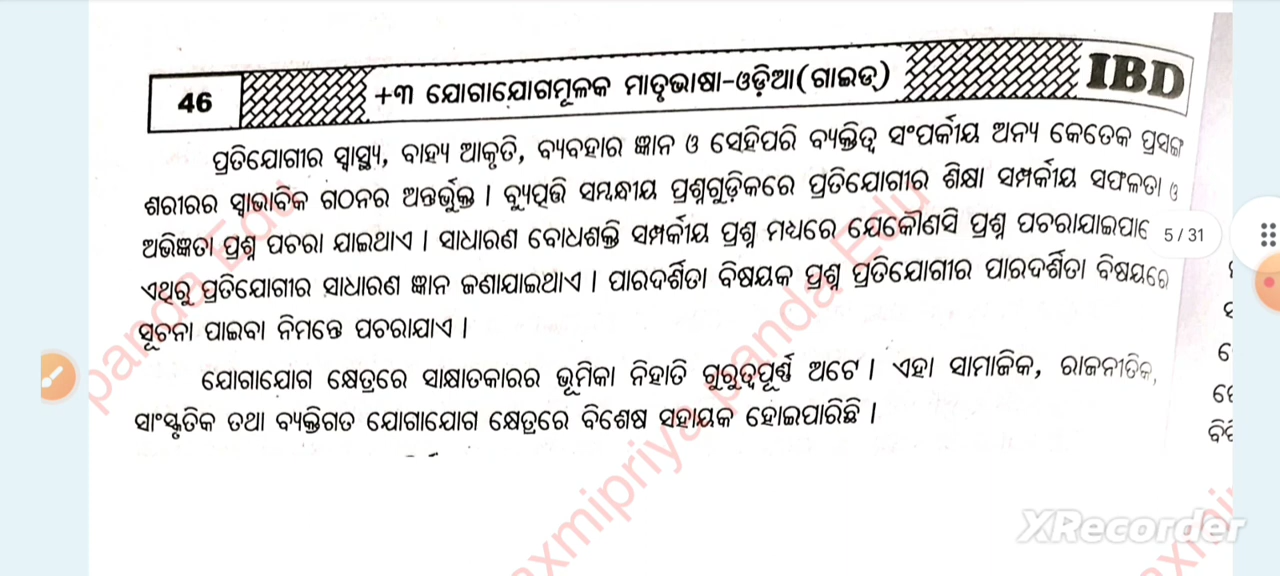 46
+୩ ଯୋଗାଯୋଗମୂଳକ ମାତୃଭାଷା-ଓଡ଼ିଆ(ଗାଇଡ୍)
IBD
ପ୍ରତିଯୋଗୀର ସ୍ୱାସ୍ଥ୍ୟ, ବାହ୍ୟ ଆକୃତି, ବ୍ୟବହାର ଜ୍ଞାନ ଓ ସେହିପରି ବ୍ୟକ୍ତିତ୍ୱ ସଂପର୍କୀୟ ଅନ୍ୟ କେତେକ ପ୍ରସଙ୍ଗ
ଶରୀରର ସ୍ୱାଭାବିକ ଗଠନର ଅନ୍ତର୍ଭୁକ୍ତ । ବ୍ୟୁତ୍ପତ୍ତି ସମ୍ବନ୍ଧୀୟ ପ୍ରଶ୍ନଗୁଡ଼ିକରେ ପ୍ରତିଯୋଗୀର ଶିକ୍ଷା ସମ୍ପର୍କୀୟ ସଫଳତା ଓ
ଅଭିଜ୍ଞତା ପ୍ରଶ୍ନ ପଚରା ଯାଇଥାଏ । ସାଧାରଣ ବୋଧଶକ୍ତି ସମ୍ପର୍କୀୟ ପ୍ରଶ୍ନ ମଧ୍ୟରେ ଯେକୌଣସି ପ୍ରଶ୍ନ
5 / 31
ଏଥିରୁ ପ୍ରତିଯୋଗୀର ସାଧାରଣ ଜ୍ଞାନ ଜଣାଯାଇଥାଏ । ପାରଦର୍ଶିତା ବିଷୟକ ପ୍ରଶ୍ନ ପ୍ରତିଯୋଗୀର ପାରଦର୍ଶିତା ବିଷୟରେ
ସୂଚନା ପାଇବା ନିମନ୍ତେ ପଚରାଯାଏ ।
ଯୋଗାଯୋଗ କ୍ଷେତ୍ରରେ ସାକ୍ଷାତକାରର ଭୂମିକା ନିହାତି ଗୁରୁତ୍ୱପୂର୍ଣ୍ଣ ଅଟେ । ଏହା ସାମାଜିକ, ରାଜନୀତିକ,
ସାଂସ୍କୃତିକ ତଥା ବ୍ୟକ୍ତିଗତ ଯୋଗାଯୋଗ କ୍ଷେତ୍ରରେ ବିଶେଷ ସହାୟକ ହୋଇପାରିଛି ।
panda Edu
panda Edu
XRecorder